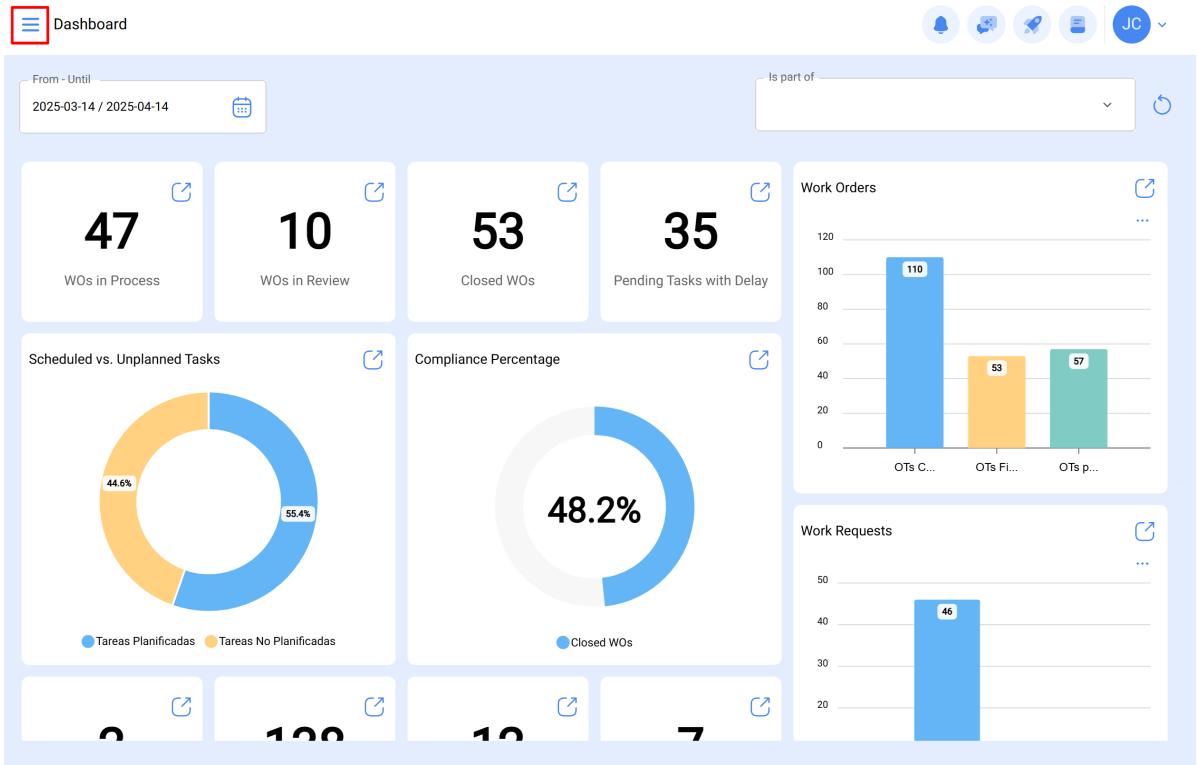 Dashboard
JC
From - Until
2025-03-14 / 2025-04-14
Is part of
47
WOs in Process
10
WOs in Review
53
Closed WOs
35
Pending Tasks with Delay
Work Orders
...
120
100
80
60
40
20
0
110
53
57
OTs C...
OTs Fi...
OTs p...
Scheduled vs. Unplanned Tasks
44.6%
55.4%
Tareas Planificadas
Tareas No Planificadas
Compliance Percentage
48.2%
Closed WOs
Work Requests
...
50
40
30
20
46